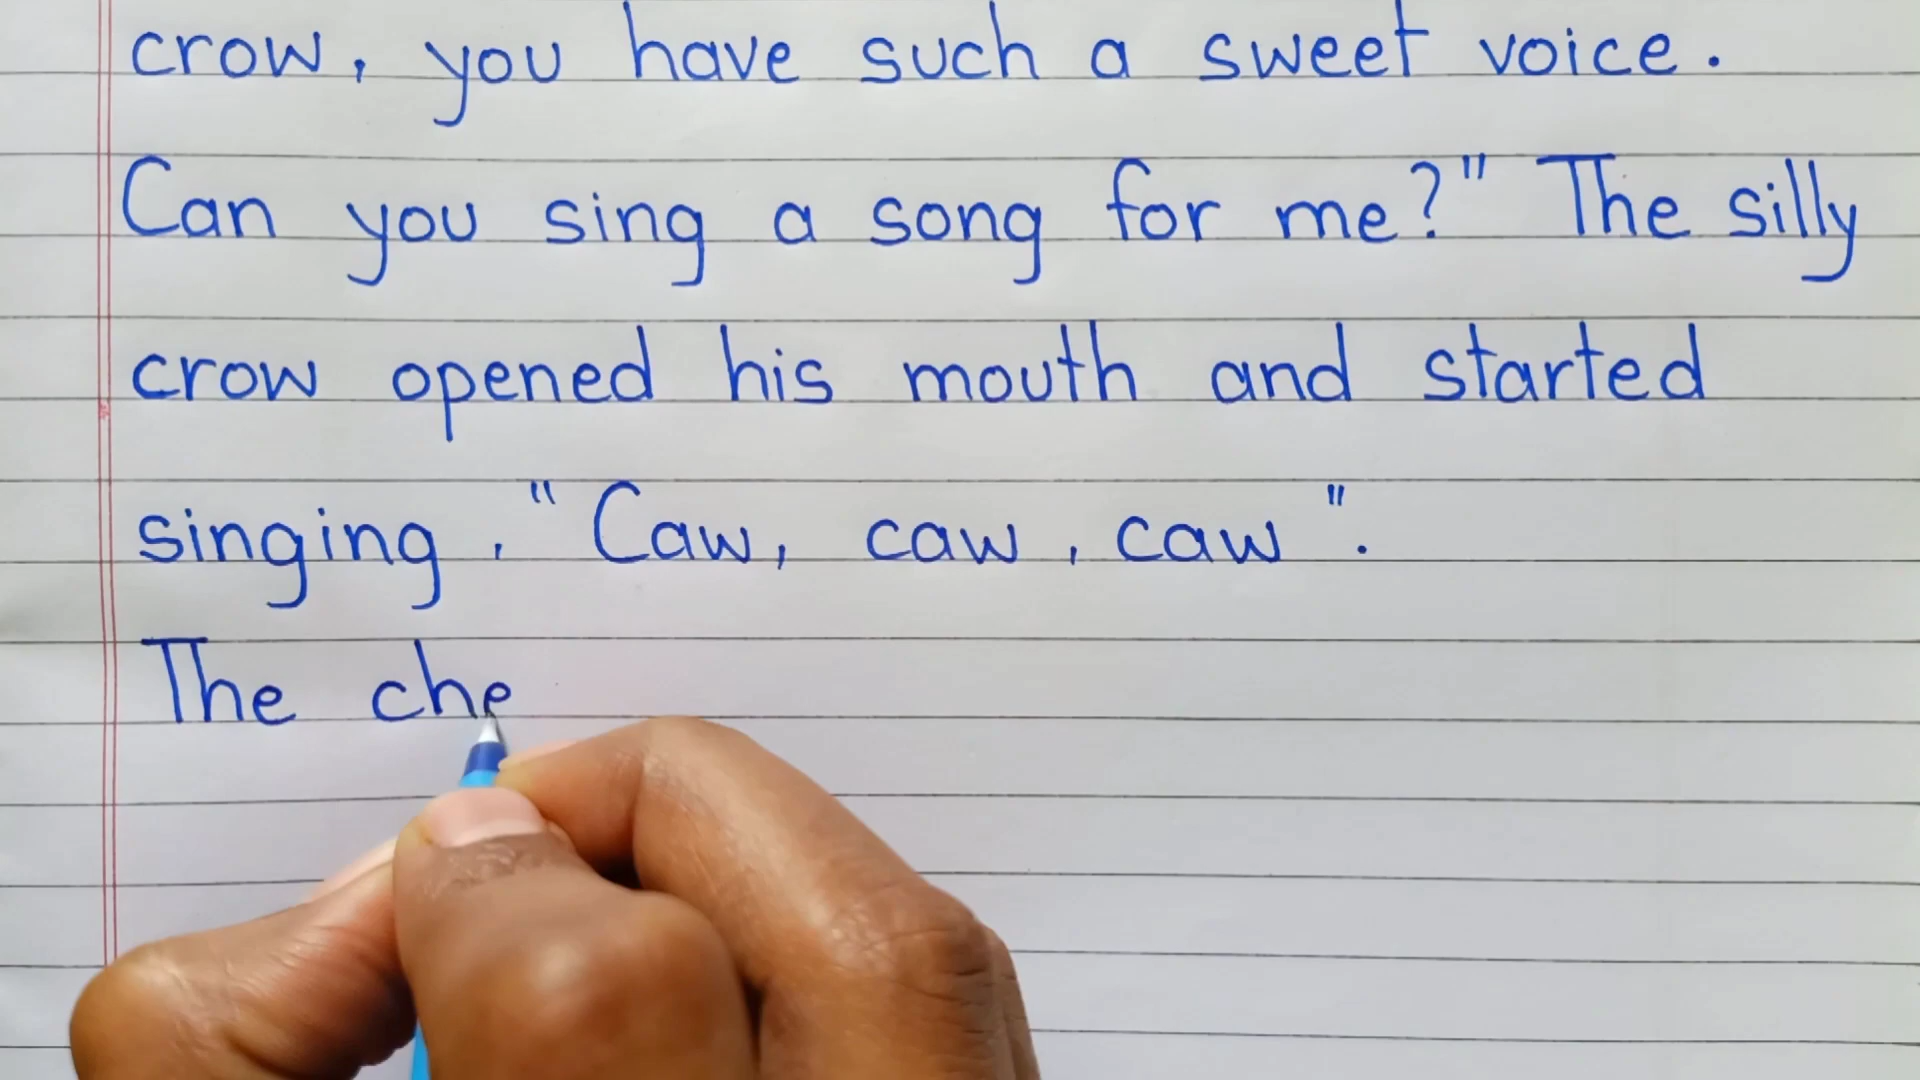 crow, you have such a sweet voice.
Can you sing a song for me?" The silly
crow opened his mouth and started
singing, "Caw, caw, caw".
The che